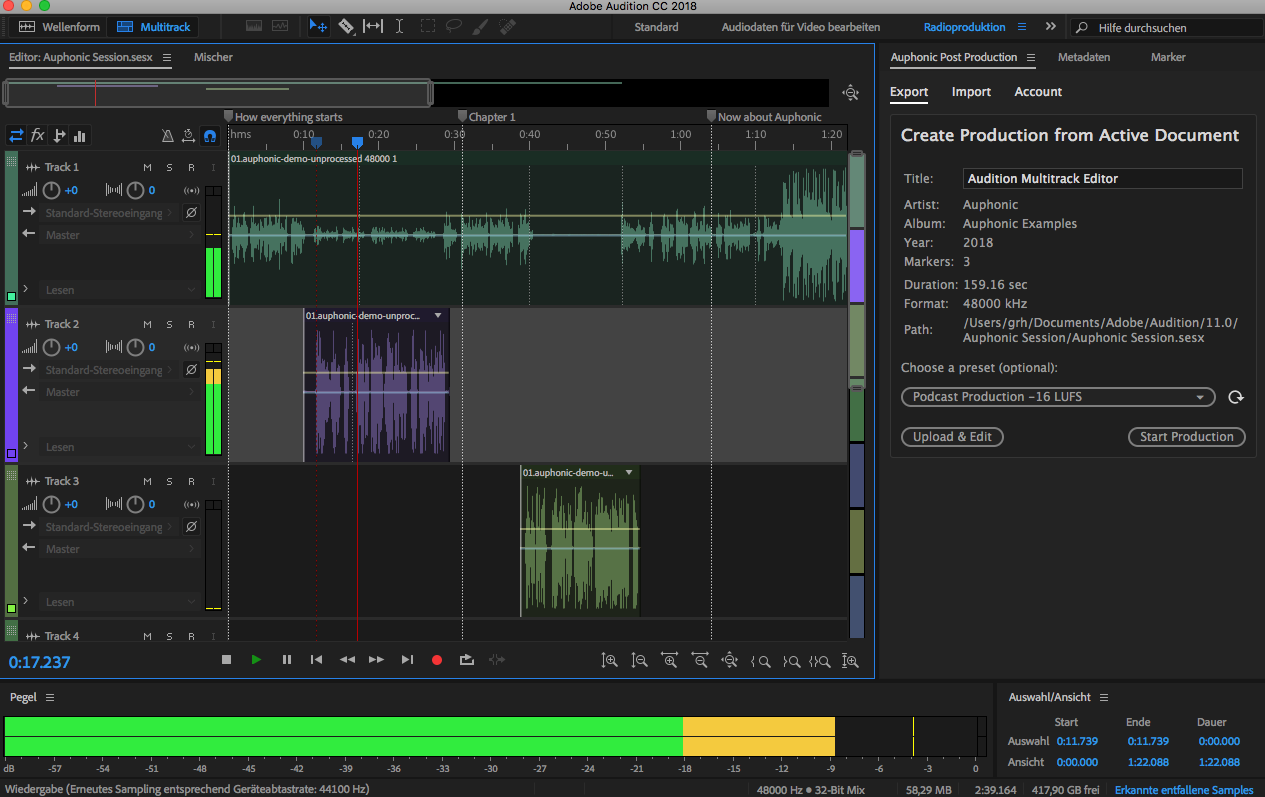 Adobe Audition CC 2018
Wellenform
Multitrack
Standard
Audiodaten für Video bearbeiten
Radioproduktion
Hilfe durchsuchen
Editor: Auphonic Session.sesx
Mischer
How everything starts
Chapter 1
Now about Auphonic
fx
hms
0:10
0:20
0:30
0:40
0:50
1:00
1:10
1:20
Track 1
M S R I
+0
0
Standard-Stereoeingang
Master
Lesen
01.auphonic-demo-unprocessed 48000 1
Track 2
M S R I
+0
0
Standard-Stereoeingang
Master
Lesen
01.auphonic-demo-unproc...
Track 3
M S R I
+0
0
Standard-Stereoeingang
Master
Lesen
01.auphonic-demo-u...
Track 4
M S R I
0:17.237
Auphonic Post Production
Metadaten
Marker
Export
Import
Account
Create Production from Active Document
Title: Audition Multitrack Editor
Artist: Auphonic
Album: Auphonic Examples
Year: 2018
Markers: 3
Duration: 159.16 sec
Format: 48000 kHz
Path: /Users/grh/Documents/Adobe/Audition/11.0/
Auphonic Session/Auphonic Session.sesx
Choose a preset (optional):
Podcast Production -16 LUFS
Upload & Edit
Start Production
Pegel
dB -57 -54 -51 -48 -45 -42 -39 -36 -33 -30 -27 -24 -21 -18 -15 -12 -9 -6 -3 0
Auswahl/Ansicht
Start Ende Dauer
Auswahl 0:11.739 0:11.739 0:00.000
Ansicht 0:00.000 1:22.088 1:22.088
Wiedergabe (Erneutes Sampling entsprechend Geräteabtastrate: 44100 Hz)
48000 Hz ● 32-Bit Mix
58,29 MB
2:39.164
417,90 GB frei
Erkannte entfallene Samples